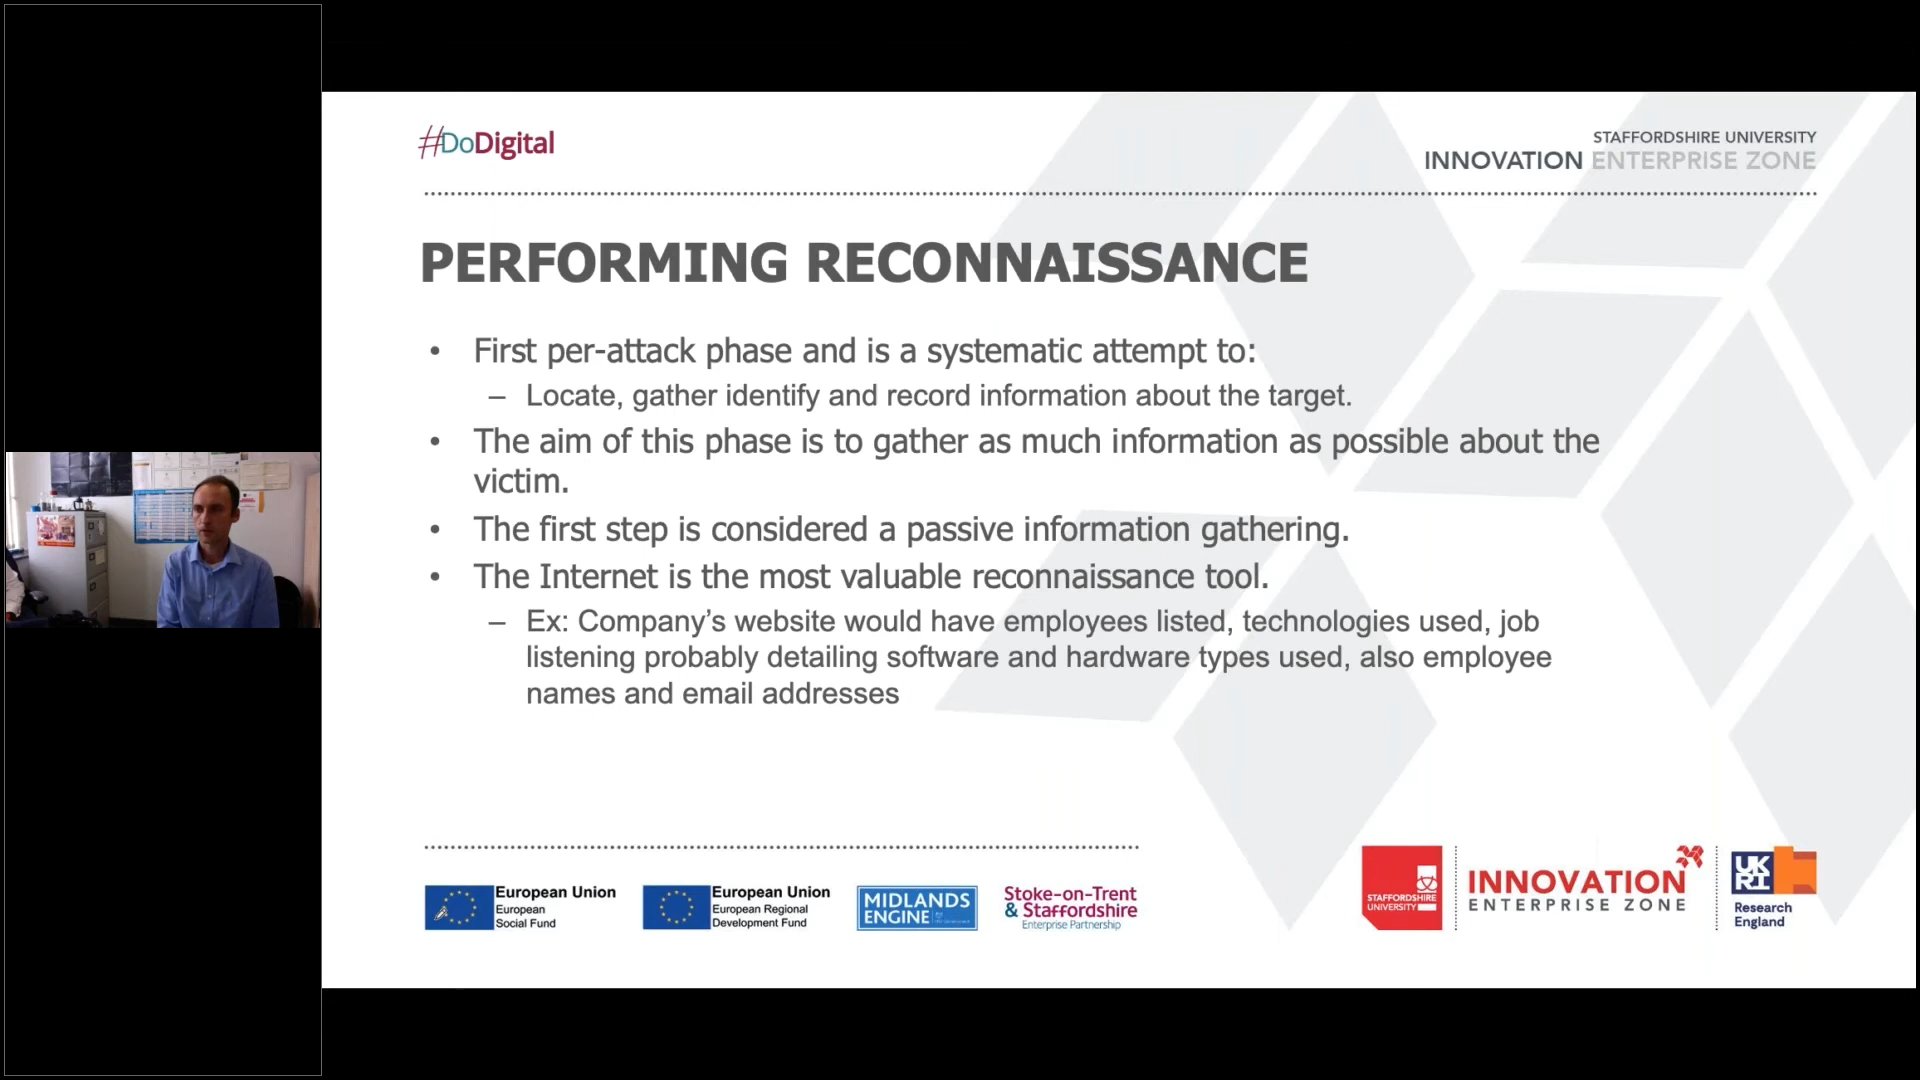 #DoDigital
STAFFORDSHIRE UNIVERSITY
INNOVATION ENTERPRISE ZONE
PERFORMING RECONNAISSANCE
• First per-attack phase and is a systematic attempt to:
– Locate, gather identify and record information about the target.
• The aim of this phase is to gather as much information as possible about the
victim.
• The first step is considered a passive information gathering.
• The Internet is the most valuable reconnaissance tool.
– Ex: Company’s website would have employees listed, technologies used, job
listening probably detailing software and hardware types used, also employee
names and email addresses
European Union
European
Social Fund
European Union
European Regional
Development Fund
MIDLANDS
ENGINE
Stoke-on-Trent
& Staffordshire
Enterprise Partnership
STAFFORDSHIRE
UNIVERSITY
INNOVATION
ENTERPRISE ZONE
UK
RI
Research
England